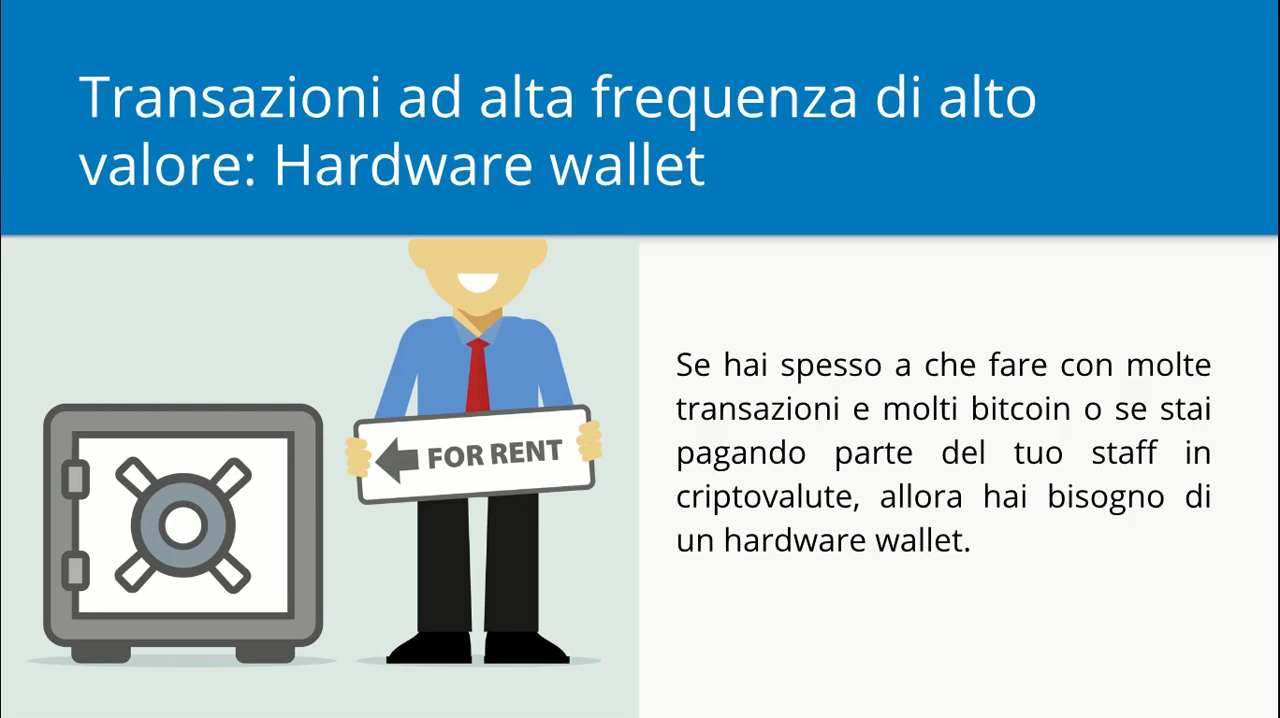 Transazioni ad alta frequenza di alto
valore: Hardware wallet
FOR RENT
Se hai spesso a che fare con molte
transazioni e molti bitcoin o se stai
pagando parte del tuo staff in
criptovalute, allora hai bisogno di
un hardware wallet.